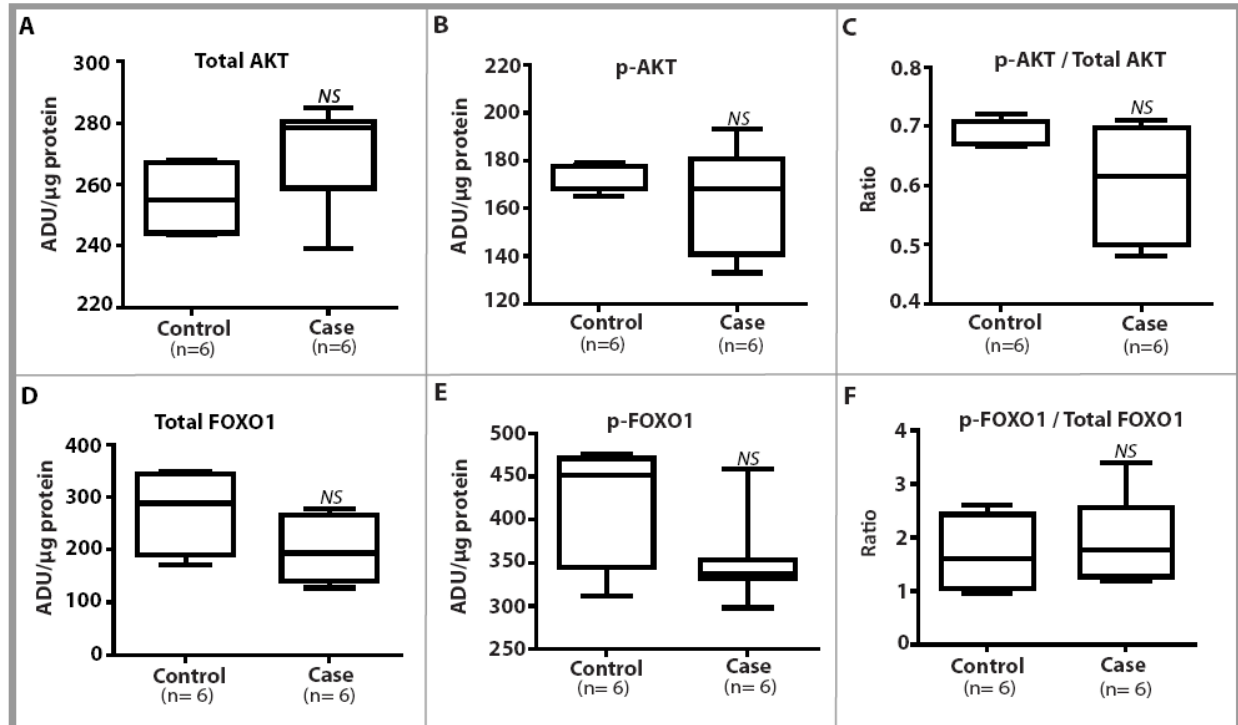 A
Total AKT
ADU/µg protein
300
280
260
240
220
NS
Control
(n=6)
Case
(n=6)
B
p-AKT
ADU/µg protein
220
200
180
160
140
120
NS
Control
(n=6)
Case
(n=6)
C
p-AKT / Total AKT
Ratio
0.8
0.7
0.6
0.5
0.4
NS
Control
(n=6)
Case
(n=6)
D
Total FOXO1
ADU/µg protein
400
300
200
100
0
NS
Control
(n= 6)
Case
(n= 6)
E
p-FOXO1
ADU/µg protein
500
450
400
350
300
250
NS
Control
(n= 6)
Case
(n= 6)
F
p-FOXO1 / Total FOXO1
Ratio
4
3
2
1
0
NS
Control
(n= 6)
Case
(n= 6)